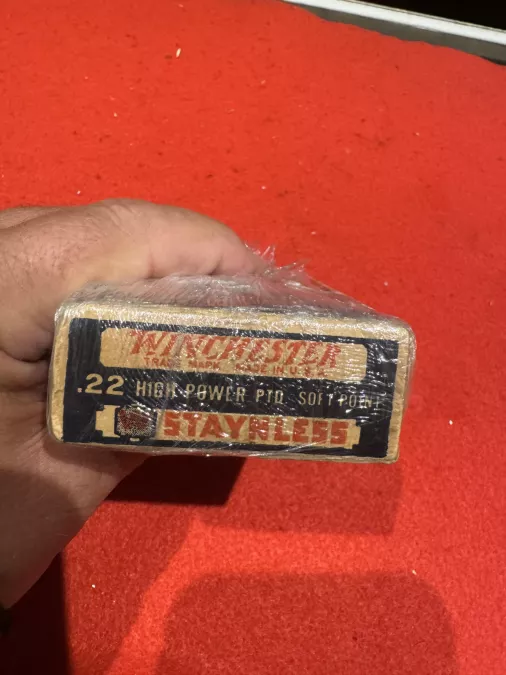 WINCHESTER
TRADE MARK MADE IN U.S.A.
.22 HIGH POWER PTD SOFT POINT
STAYNLESS